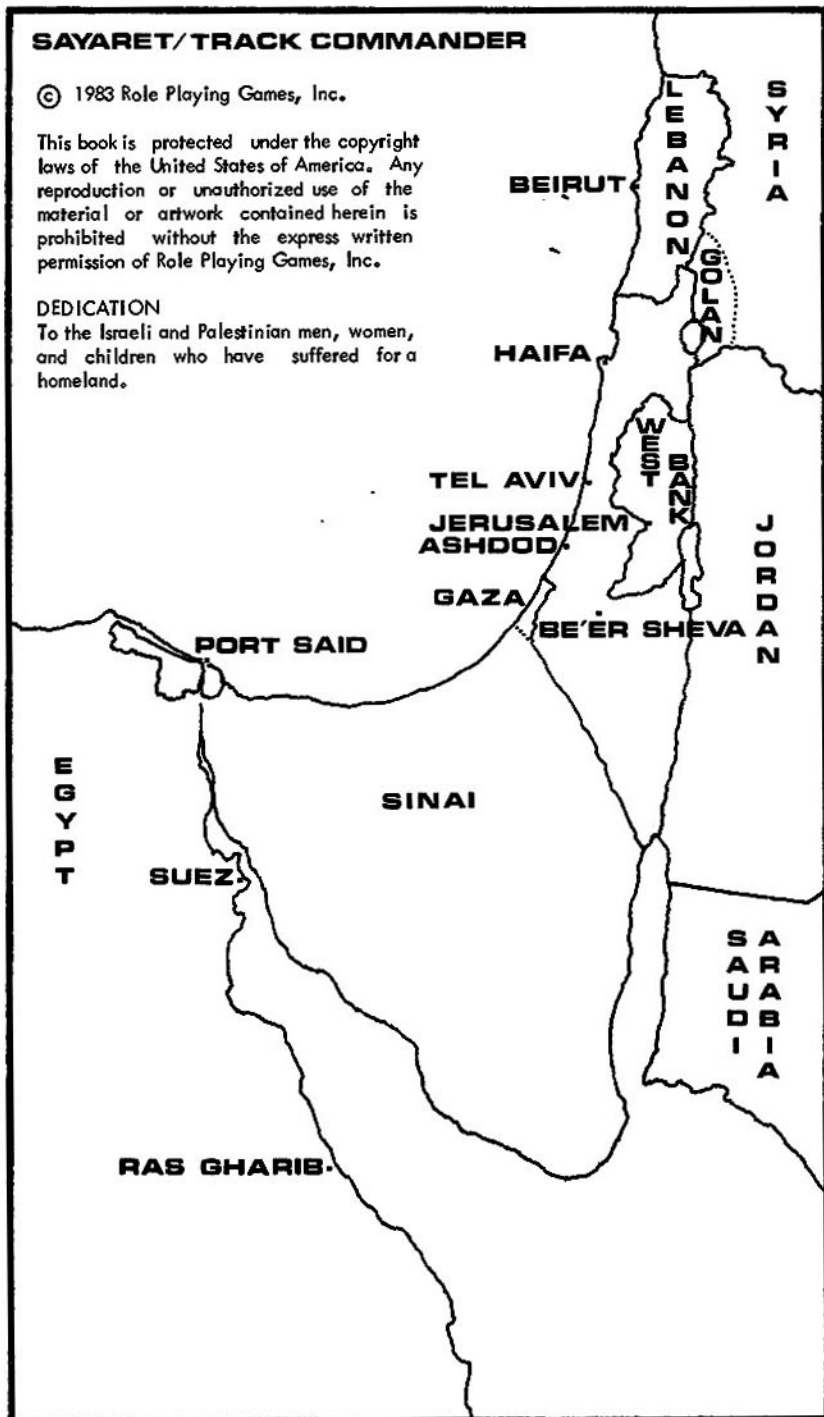 SAYARET/TRACK COMMANDER
© 1983 Role Playing Games, Inc.
This book is protected under the copyright
laws of the United States of America. Any
reproduction or unauthorized use of the
material or artwork contained herein is
prohibited without the express written
permission of Role Playing Games, Inc.
DEDICATION
To the Israeli and Palestinian men, women,
and children who have suffered for a
homeland.
LEBANON
SYRIA
BEIRUT
GOLAN
HAIFA
WEST BANK
TEL AVIV
JERUSALEM
ASHDOD
JORDAN
GAZA
BE'ER SHEVA
PORT SAID
EGYPT
SINAI
SUEZ
SAUDI ARABIA
RAS GHARIB